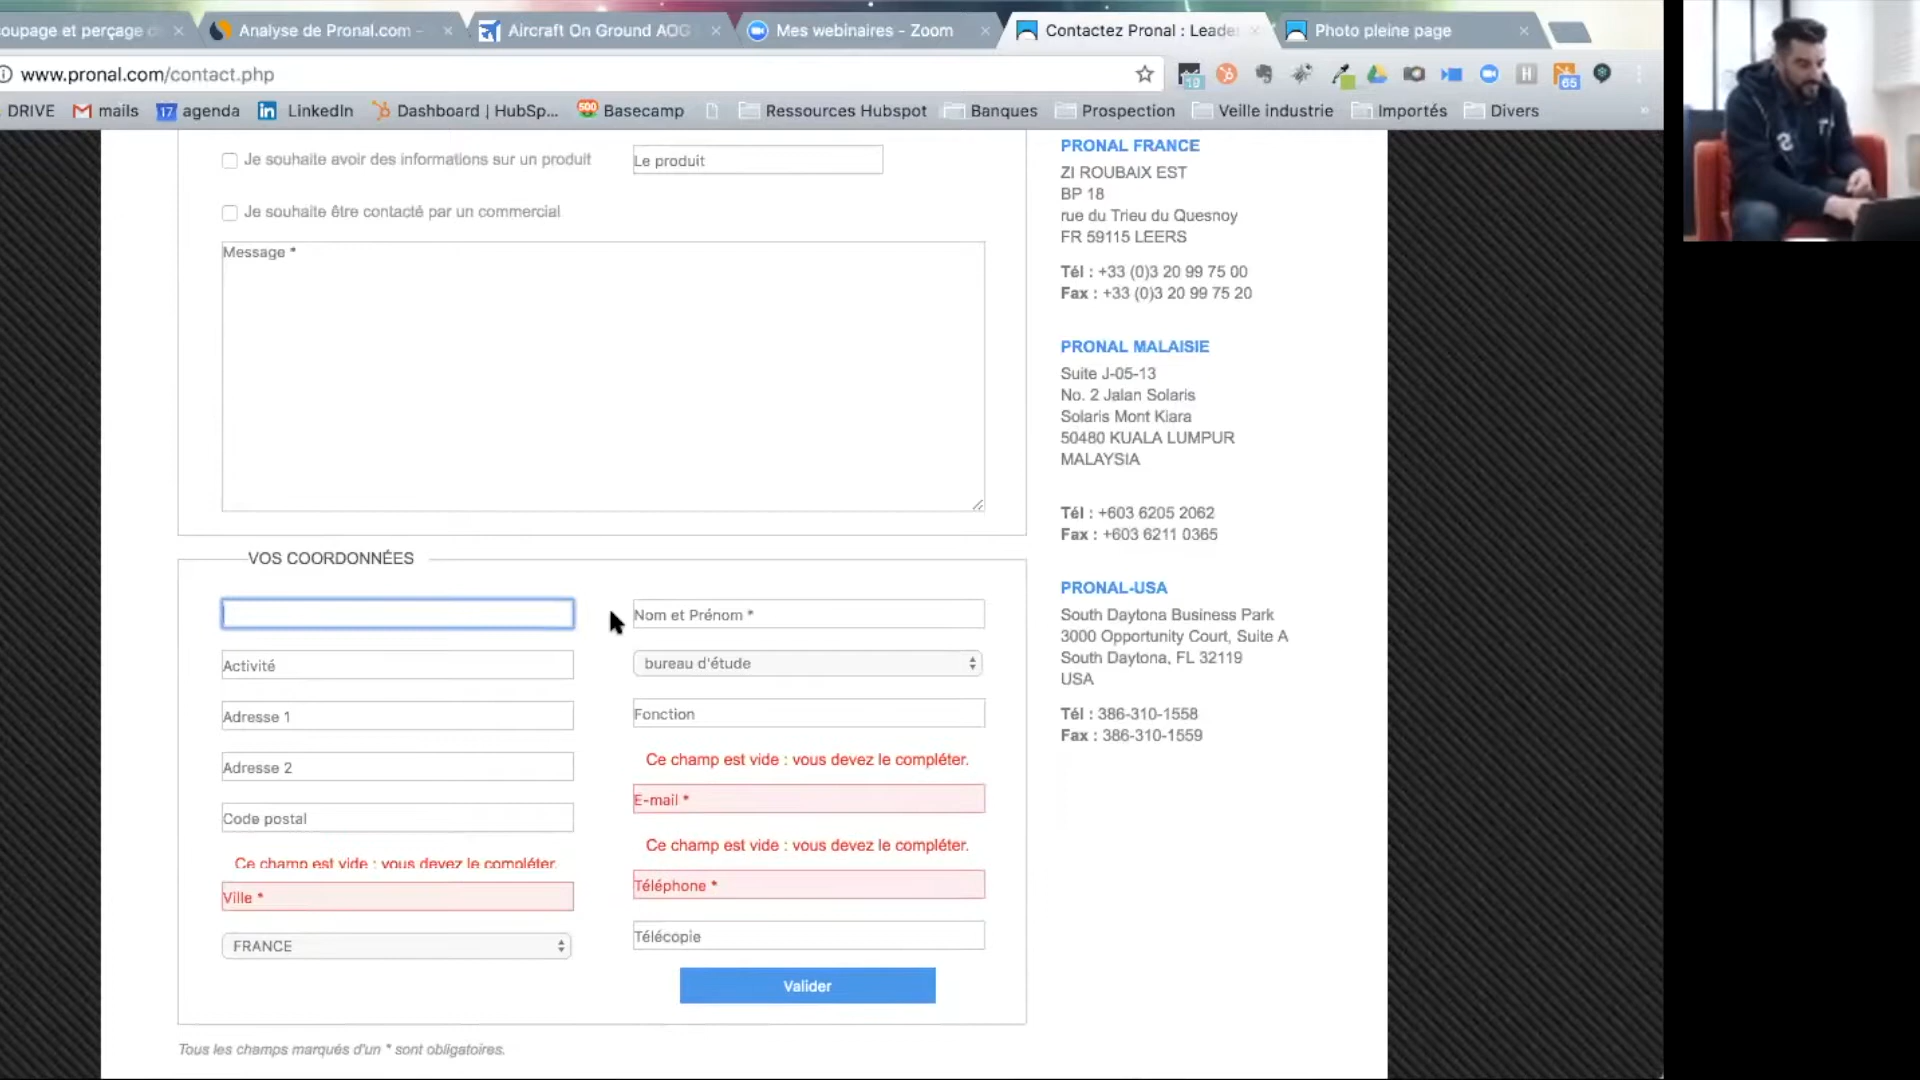 oupage et perçage d
Analyse de Pronal.com -
Aircraft On Ground AOG
Mes webinaires - Zoom
Contactez Pronal : Leade
Photo pleine page
www.pronal.com/contact.php
19
H
65
DRIVE
mails
17 agenda
in LinkedIn
Dashboard | HubSp...
500 Basecamp
Ressources Hubspot
Banques
Prospection
Veille industrie
Importés
Divers
»
Je souhaite avoir des informations sur un produit
Le produit
Je souhaite être contacté par un commercial
Message *
VOS COORDONNÉES
Nom et Prénom *
Activité
bureau d'étude
Adresse 1
Fonction
Adresse 2
Ce champ est vide : vous devez le compléter.
E-mail *
Code postal
Ce champ est vide : vous devez le compléter.
Ce champ est vide : vous devez le compléter.
Téléphone *
Ville *
Télécopie
FRANCE
Valider
Tous les champs marqués d'un * sont obligatoires.
PRONAL FRANCE
ZI ROUBAIX EST
BP 18
rue du Trieu du Quesnoy
FR 59115 LEERS
Tél : +33 (0)3 20 99 75 00
Fax : +33 (0)3 20 99 75 20
PRONAL MALAISIE
Suite J-05-13
No. 2 Jalan Solaris
Solaris Mont Kiara
50480 KUALA LUMPUR
MALAYSIA
Tél : +603 6205 2062
Fax : +603 6211 0365
PRONAL-USA
South Daytona Business Park
3000 Opportunity Court, Suite A
South Daytona, FL 32119
USA
Tél : 386-310-1558
Fax : 386-310-1559